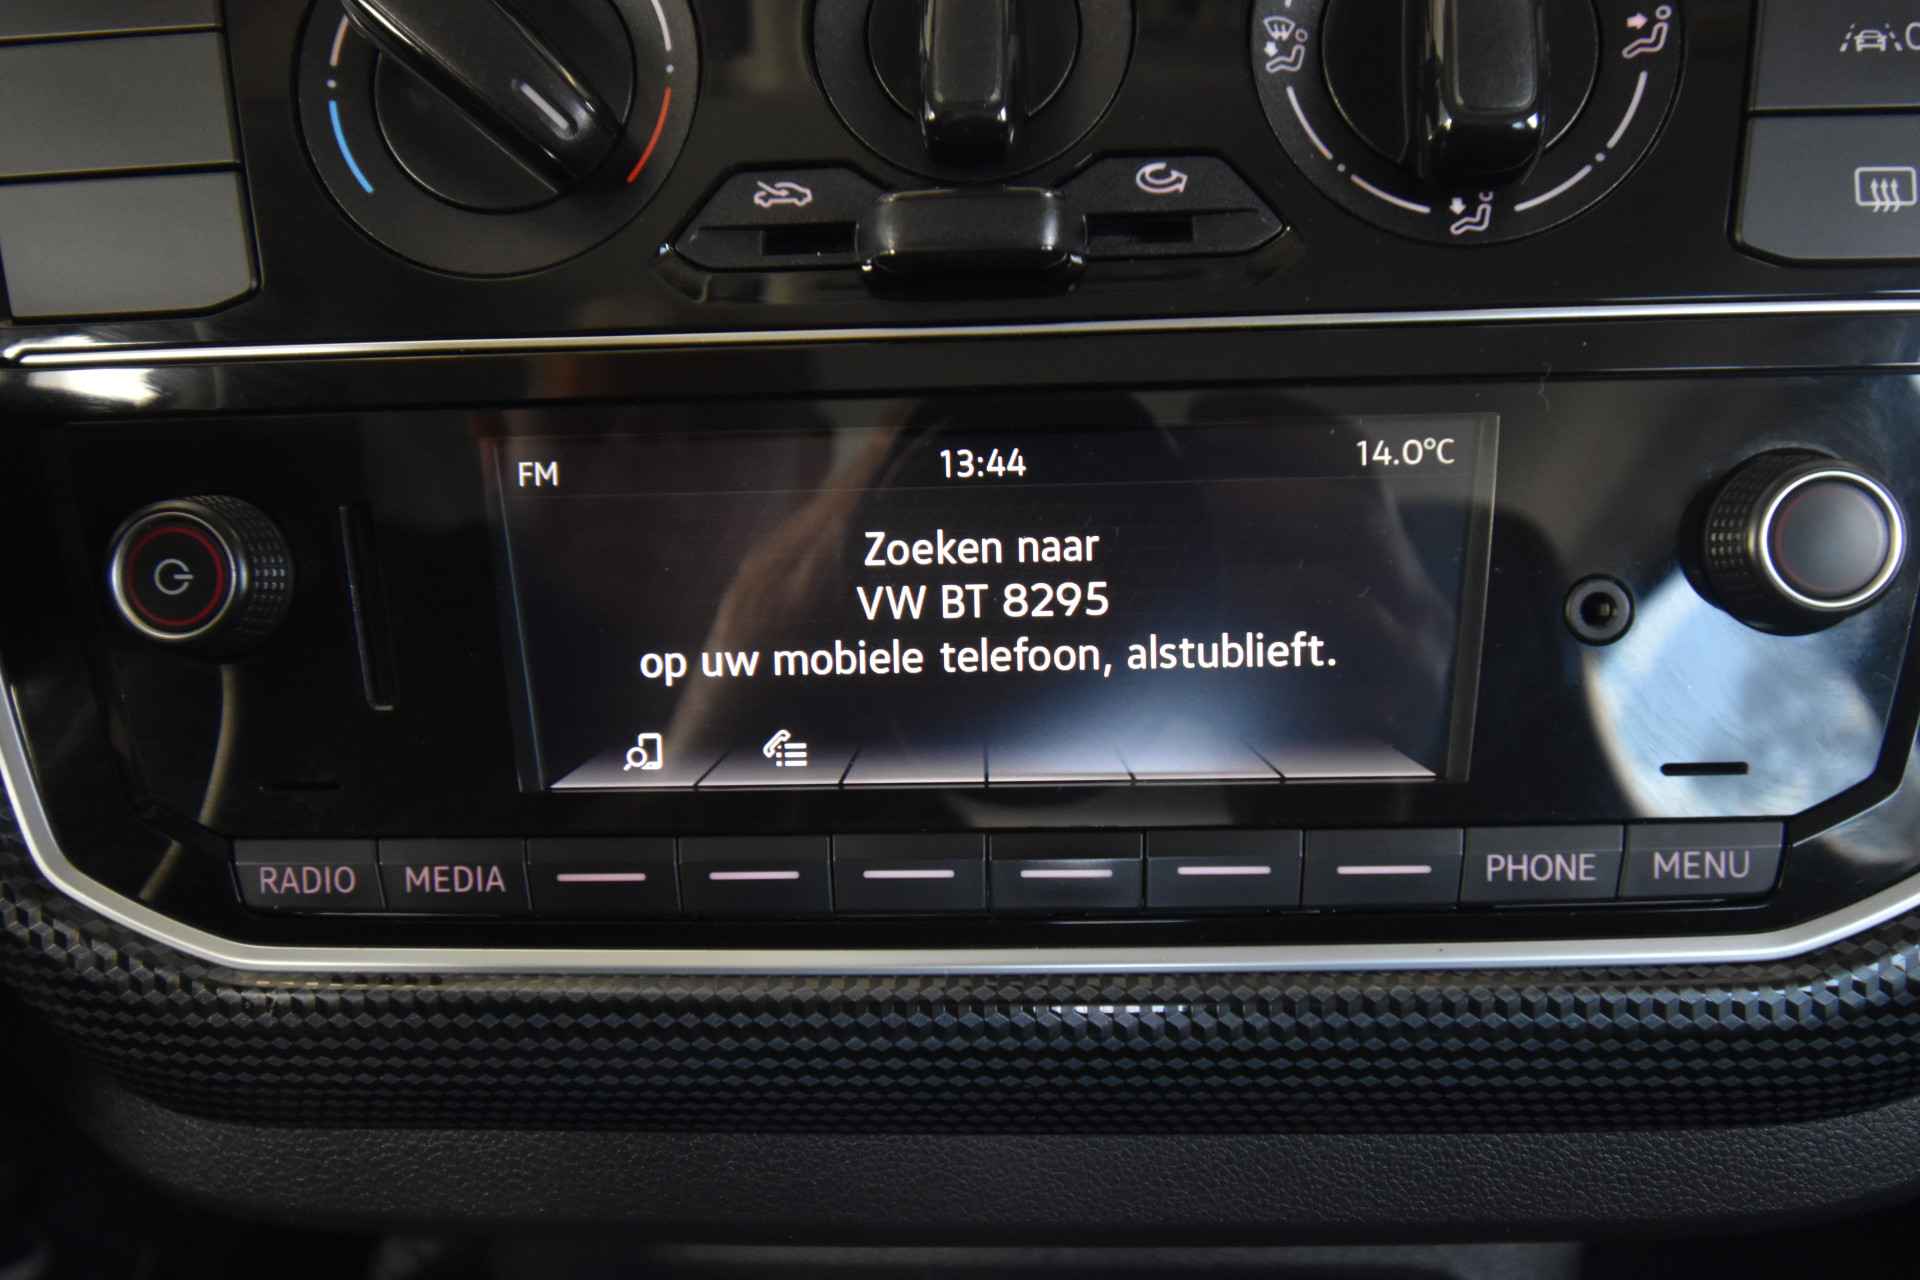 FM 13:44 14.0°C
Zoeken naar
VW BT 8295
op uw mobiele telefoon, alstublieft.
RADIO MEDIA PHONE MENU